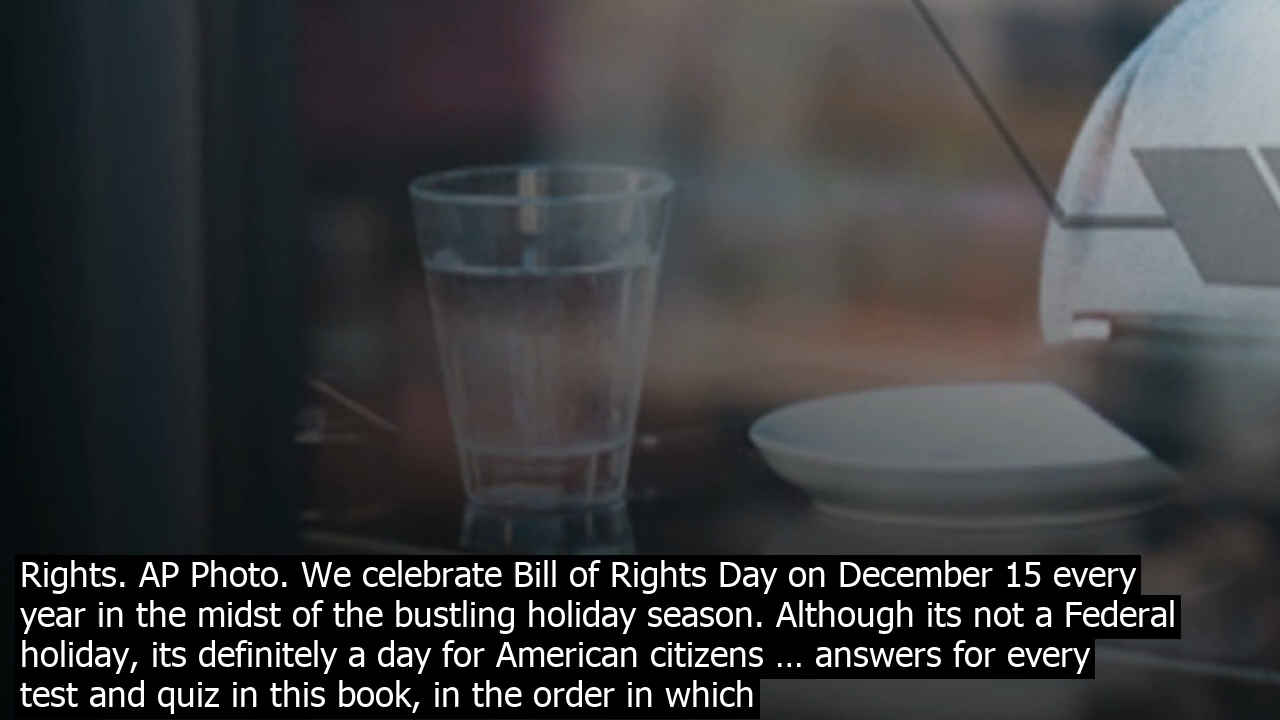 Rights. AP Photo. We celebrate Bill of Rights Day on December 15 every
year in the midst of the bustling holiday season. Although its not a Federal
holiday, its definitely a day for American citizens ... answers for every
test and quiz in this book, in the order in which